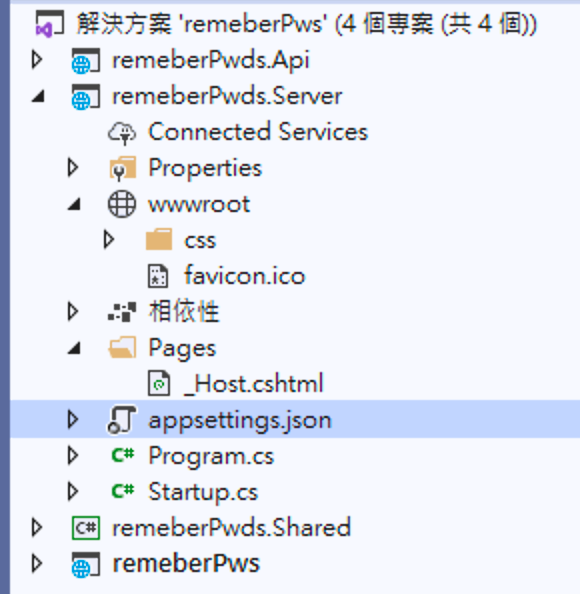 解決方案 'remeberPws' (4 個專案 (共 4 個))
remeberPwds.Api
remeberPwds.Server
Connected Services
Properties
wwwroot
css
favicon.ico
相依性
Pages
_Host.cshtml
appsettings.json
C# Program.cs
C# Startup.cs
C# remeberPwds.Shared
remeberPws